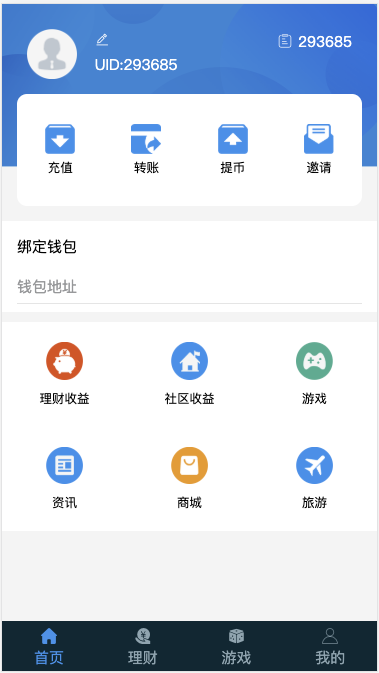 293685
UID:293685
充值 转账 提币 邀请
绑定钱包
钱包地址
理财收益 社区收益 游戏
资讯 商城 旅游
首页 理财 游戏 我的